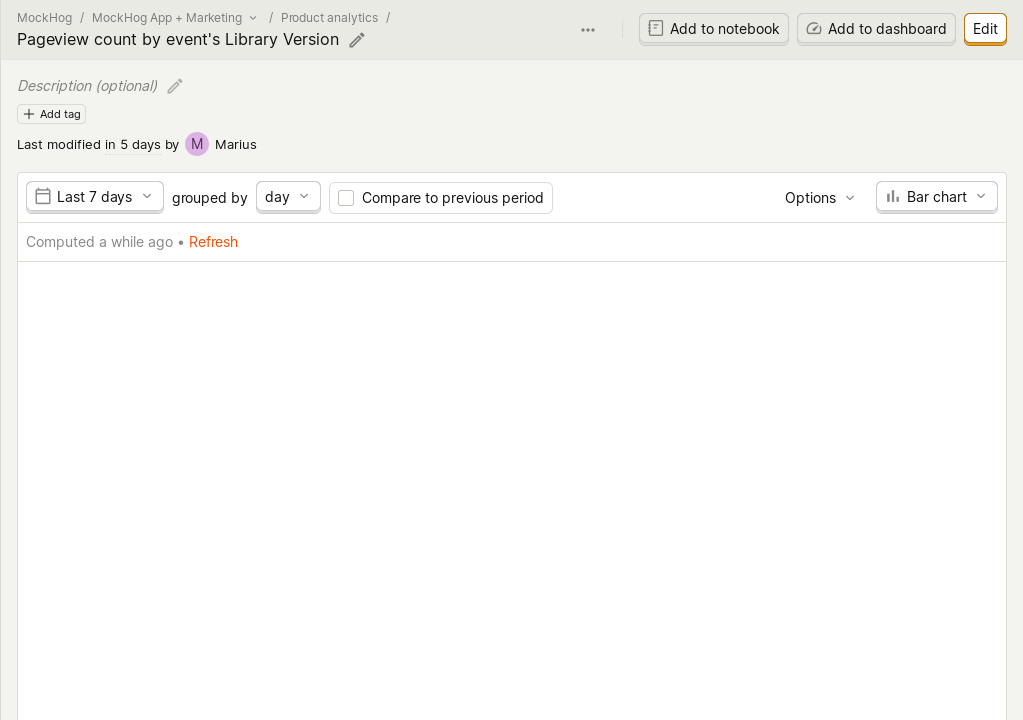 MockHog / MockHog App + Marketing / Product analytics /
Pageview count by event's Library Version
Add to notebook
Add to dashboard
Edit
Description (optional)
Add tag
Last modified in 5 days by M Marius
Last 7 days grouped by day Compare to previous period Options Bar chart
Computed a while ago • Refresh